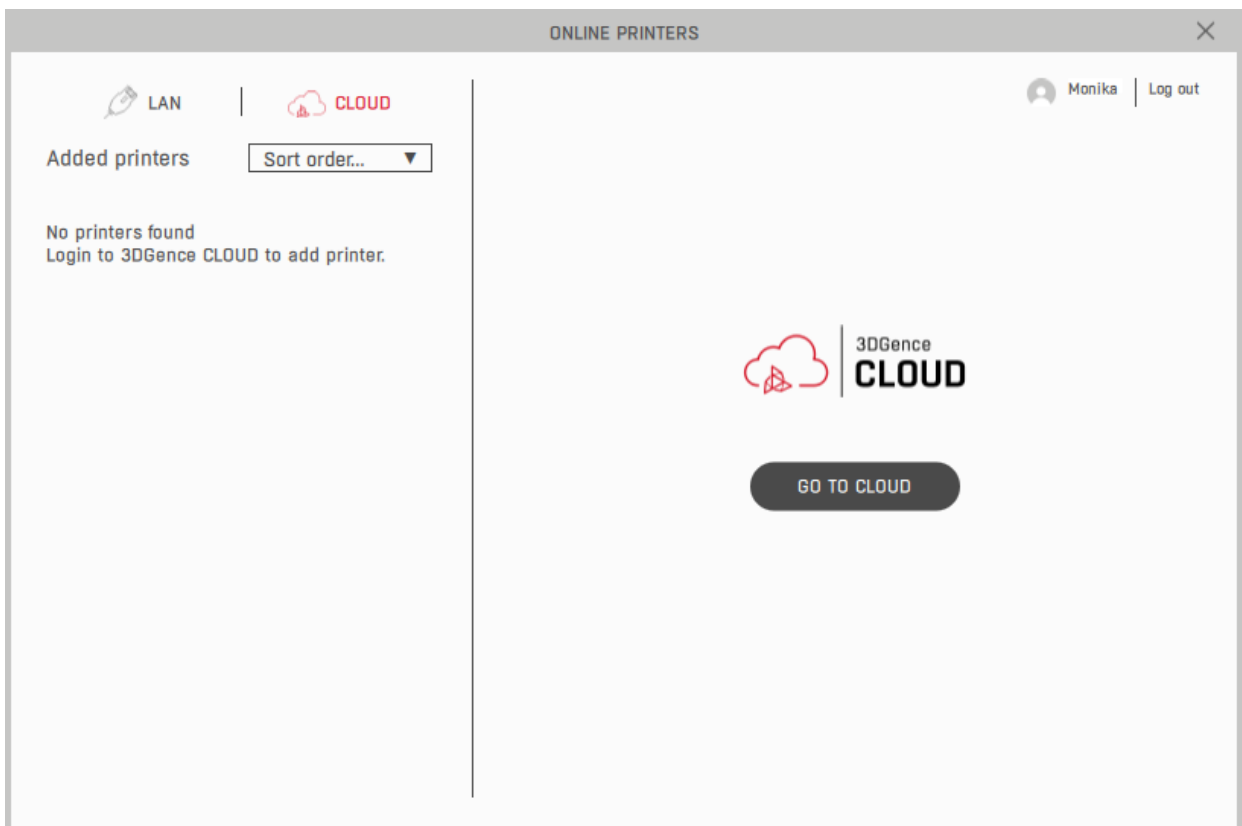 ONLINE PRINTERS
LAN
CLOUD
Monika
Log out
Added printers
Sort order...
No printers found
Login to 3DGence CLOUD to add printer.
3DGence
CLOUD
GO TO CLOUD